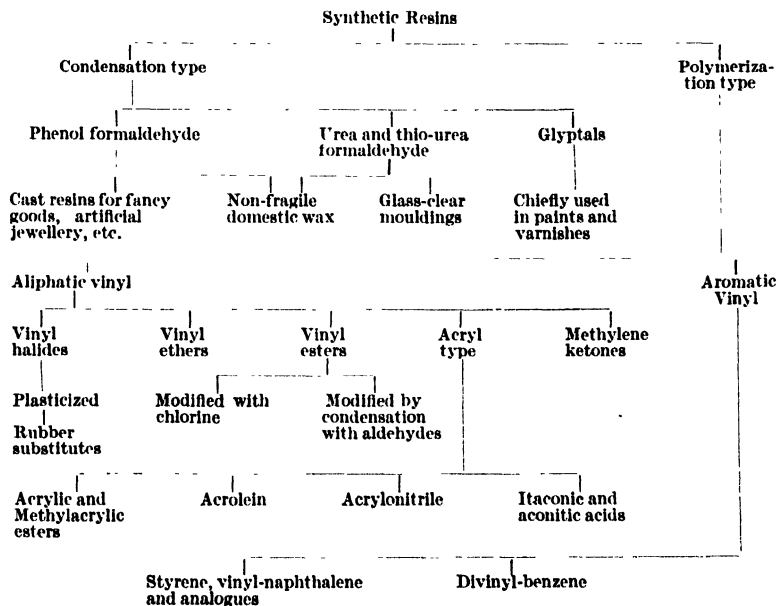 Synthetic Resins
Condensation type
Polymeriza-
tion type
Phenol formaldehyde
Urea and thio-urea
formaldehyde
Glyptals
Cast resins for fancy
goods, artificial
jewellery, etc.
Non-fragile
domestic wax
Glass-clear
mouldings
Chiefly used
in paints and
varnishes
Aliphatic vinyl
Aromatic
Vinyl
Vinyl
halides
Vinyl
ethers
Vinyl
esters
Acryl
type
Methylene
ketones
Plasticized
Rubber
substitutes
Modified with
chlorine
Modified by
condensation
with aldehydes
Acrylic and
Methylacrylic
esters
Acrolein
Acrylonitrile
Itaconic and
aconitic acids
Styrene, vinyl-naphthalene
and analogues
Divinyl-benzene